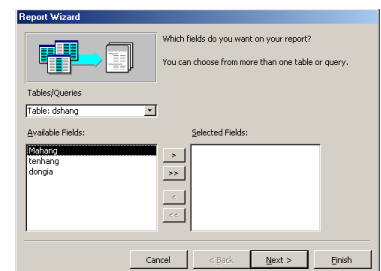 Report Wizard
Which fields do you want on your report?
You can choose from more than one table or query.
Tables/Queries
Table: dshang
Available Fields:
Selected Fields:
Mahang
tenhang
dongia
>
>>
<
<<
Cancel
< Back
Next >
Finish